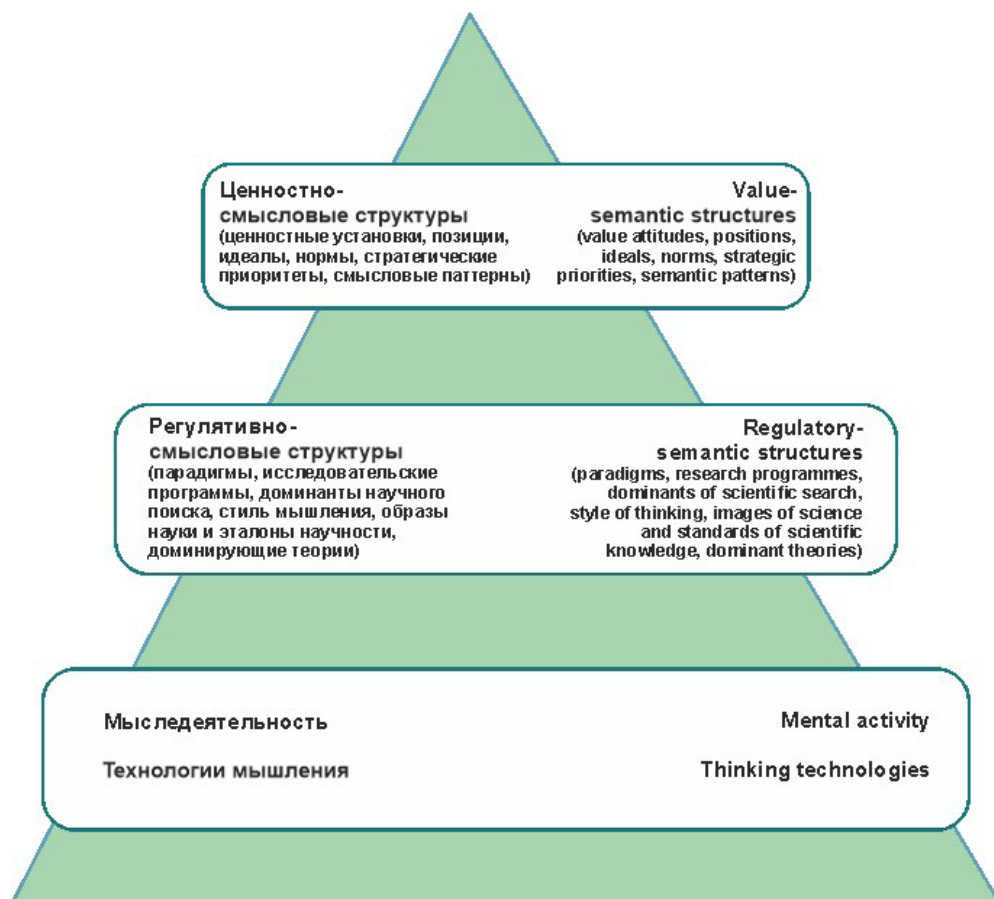 Ценностно-
смысловые структуры
(ценностные установки, позиции,
идеалы, нормы, стратегические
приоритеты, смысловые паттерны)
Value-
semantic structures
(value attitudes, positions,
ideals, norms, strategic
priorities, semantic patterns)
Регулятивно-
смысловые структуры
(парадигмы, исследовательские
программы, доминанты научного
поиска, стиль мышления, образы
науки и эталоны научности,
доминирующие теории)
Regulatory-
semantic structures
(paradigms, research programmes,
dominants of scientific search,
style of thinking, images of science
and standards of scientific
knowledge, dominant theories)
Мыследеятельность
Технологии мышления
Mental activity
Thinking technologies